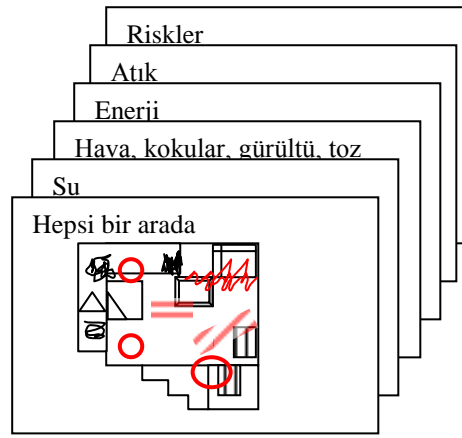 Riskler
Atık
Enerji
Hava, kokular, gürültü, toz
Su
Hepsi bir arada